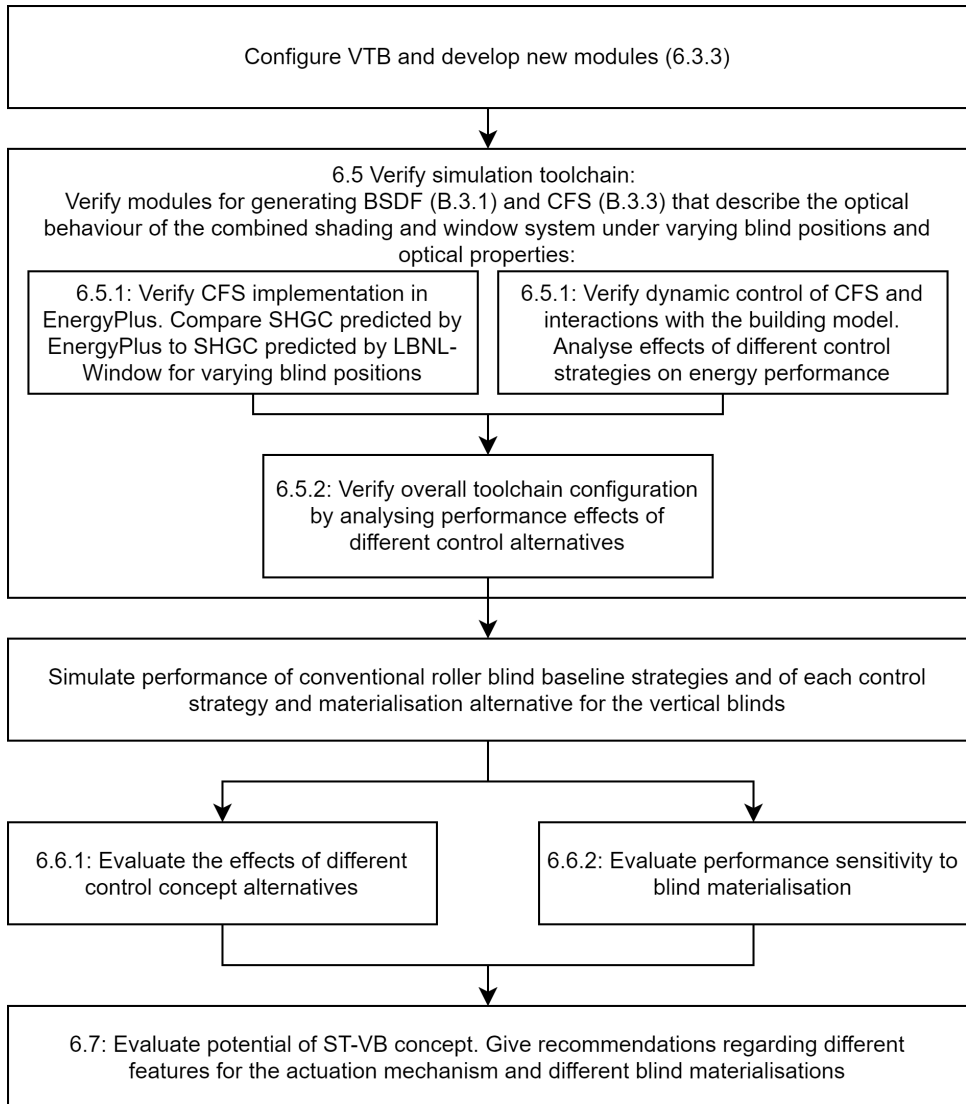 Configure VTB and develop new modules (6.3.3)
6.5 Verify simulation toolchain:
Verify modules for generating BSDF (B.3.1) and CFS (B.3.3) that describe the optical
behaviour of the combined shading and window system under varying blind positions and
optical properties:
6.5.1: Verify CFS implementation in
EnergyPlus. Compare SHGC predicted by
EnergyPlus to SHGC predicted by LBNL-
Window for varying blind positions
6.5.1: Verify dynamic control of CFS and
interactions with the building model.
Analyse effects of different control
strategies on energy performance
6.5.2: Verify overall toolchain configuration
by analysing performance effects of
different control alternatives
Simulate performance of conventional roller blind baseline strategies and of each control
strategy and materialisation alternative for the vertical blinds
6.6.1: Evaluate the effects of different
control concept alternatives
6.6.2: Evaluate performance sensitivity to
blind materialisation
6.7: Evaluate potential of ST-VB concept. Give recommendations regarding different
features for the actuation mechanism and different blind materialisations